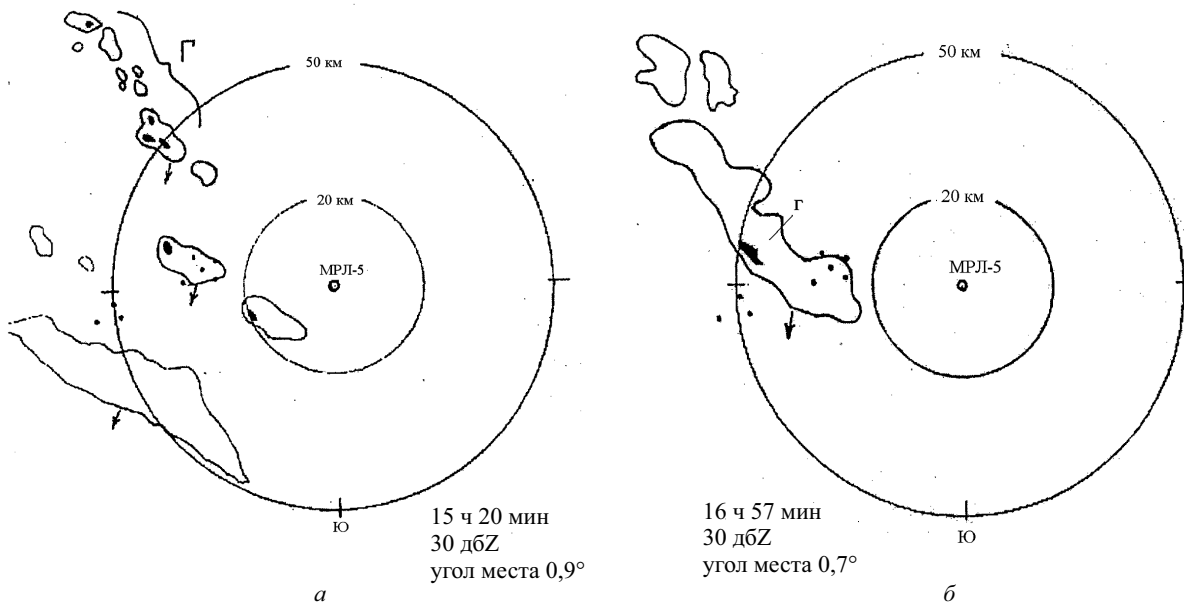 Г
50 км
20 км
МРЛ-5
Ю
15 ч 20 мин
30 дбZ
угол места 0,9°
а
50 км
20 км
Г
МРЛ-5
Ю
16 ч 57 мин
30 дбZ
угол места 0,7°
б